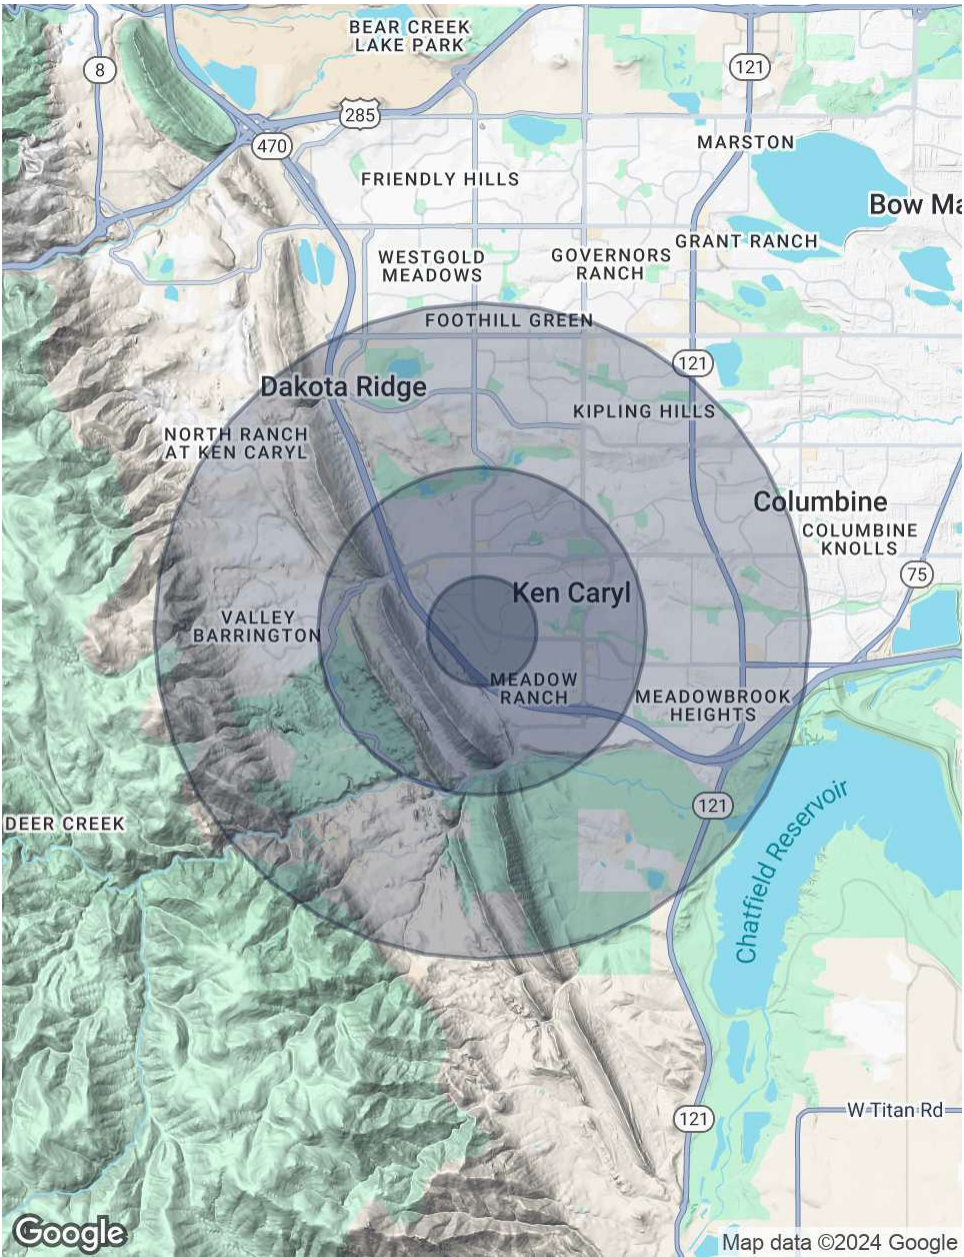 BEAR CREEK
LAKE PARK
8
121
285
470
MARSTON
FRIENDLY HILLS
Bow Ma
GRANT RANCH
WESTGOLD
MEADOWS
GOVERNORS
RANCH
FOOTHILL GREEN
121
Dakota Ridge
KIPLING HILLS
NORTH RANCH
AT KEN CARYL
Columbine
COLUMBINE
KNOLLS
75
Ken Caryl
VALLEY
BARRINGTON
MEADOW
RANCH
MEADOWBROOK
HEIGHTS
121
DEER CREEK
Chatfield Reservoir
W Titan Rd
121
Google
Map data ©2024 Google